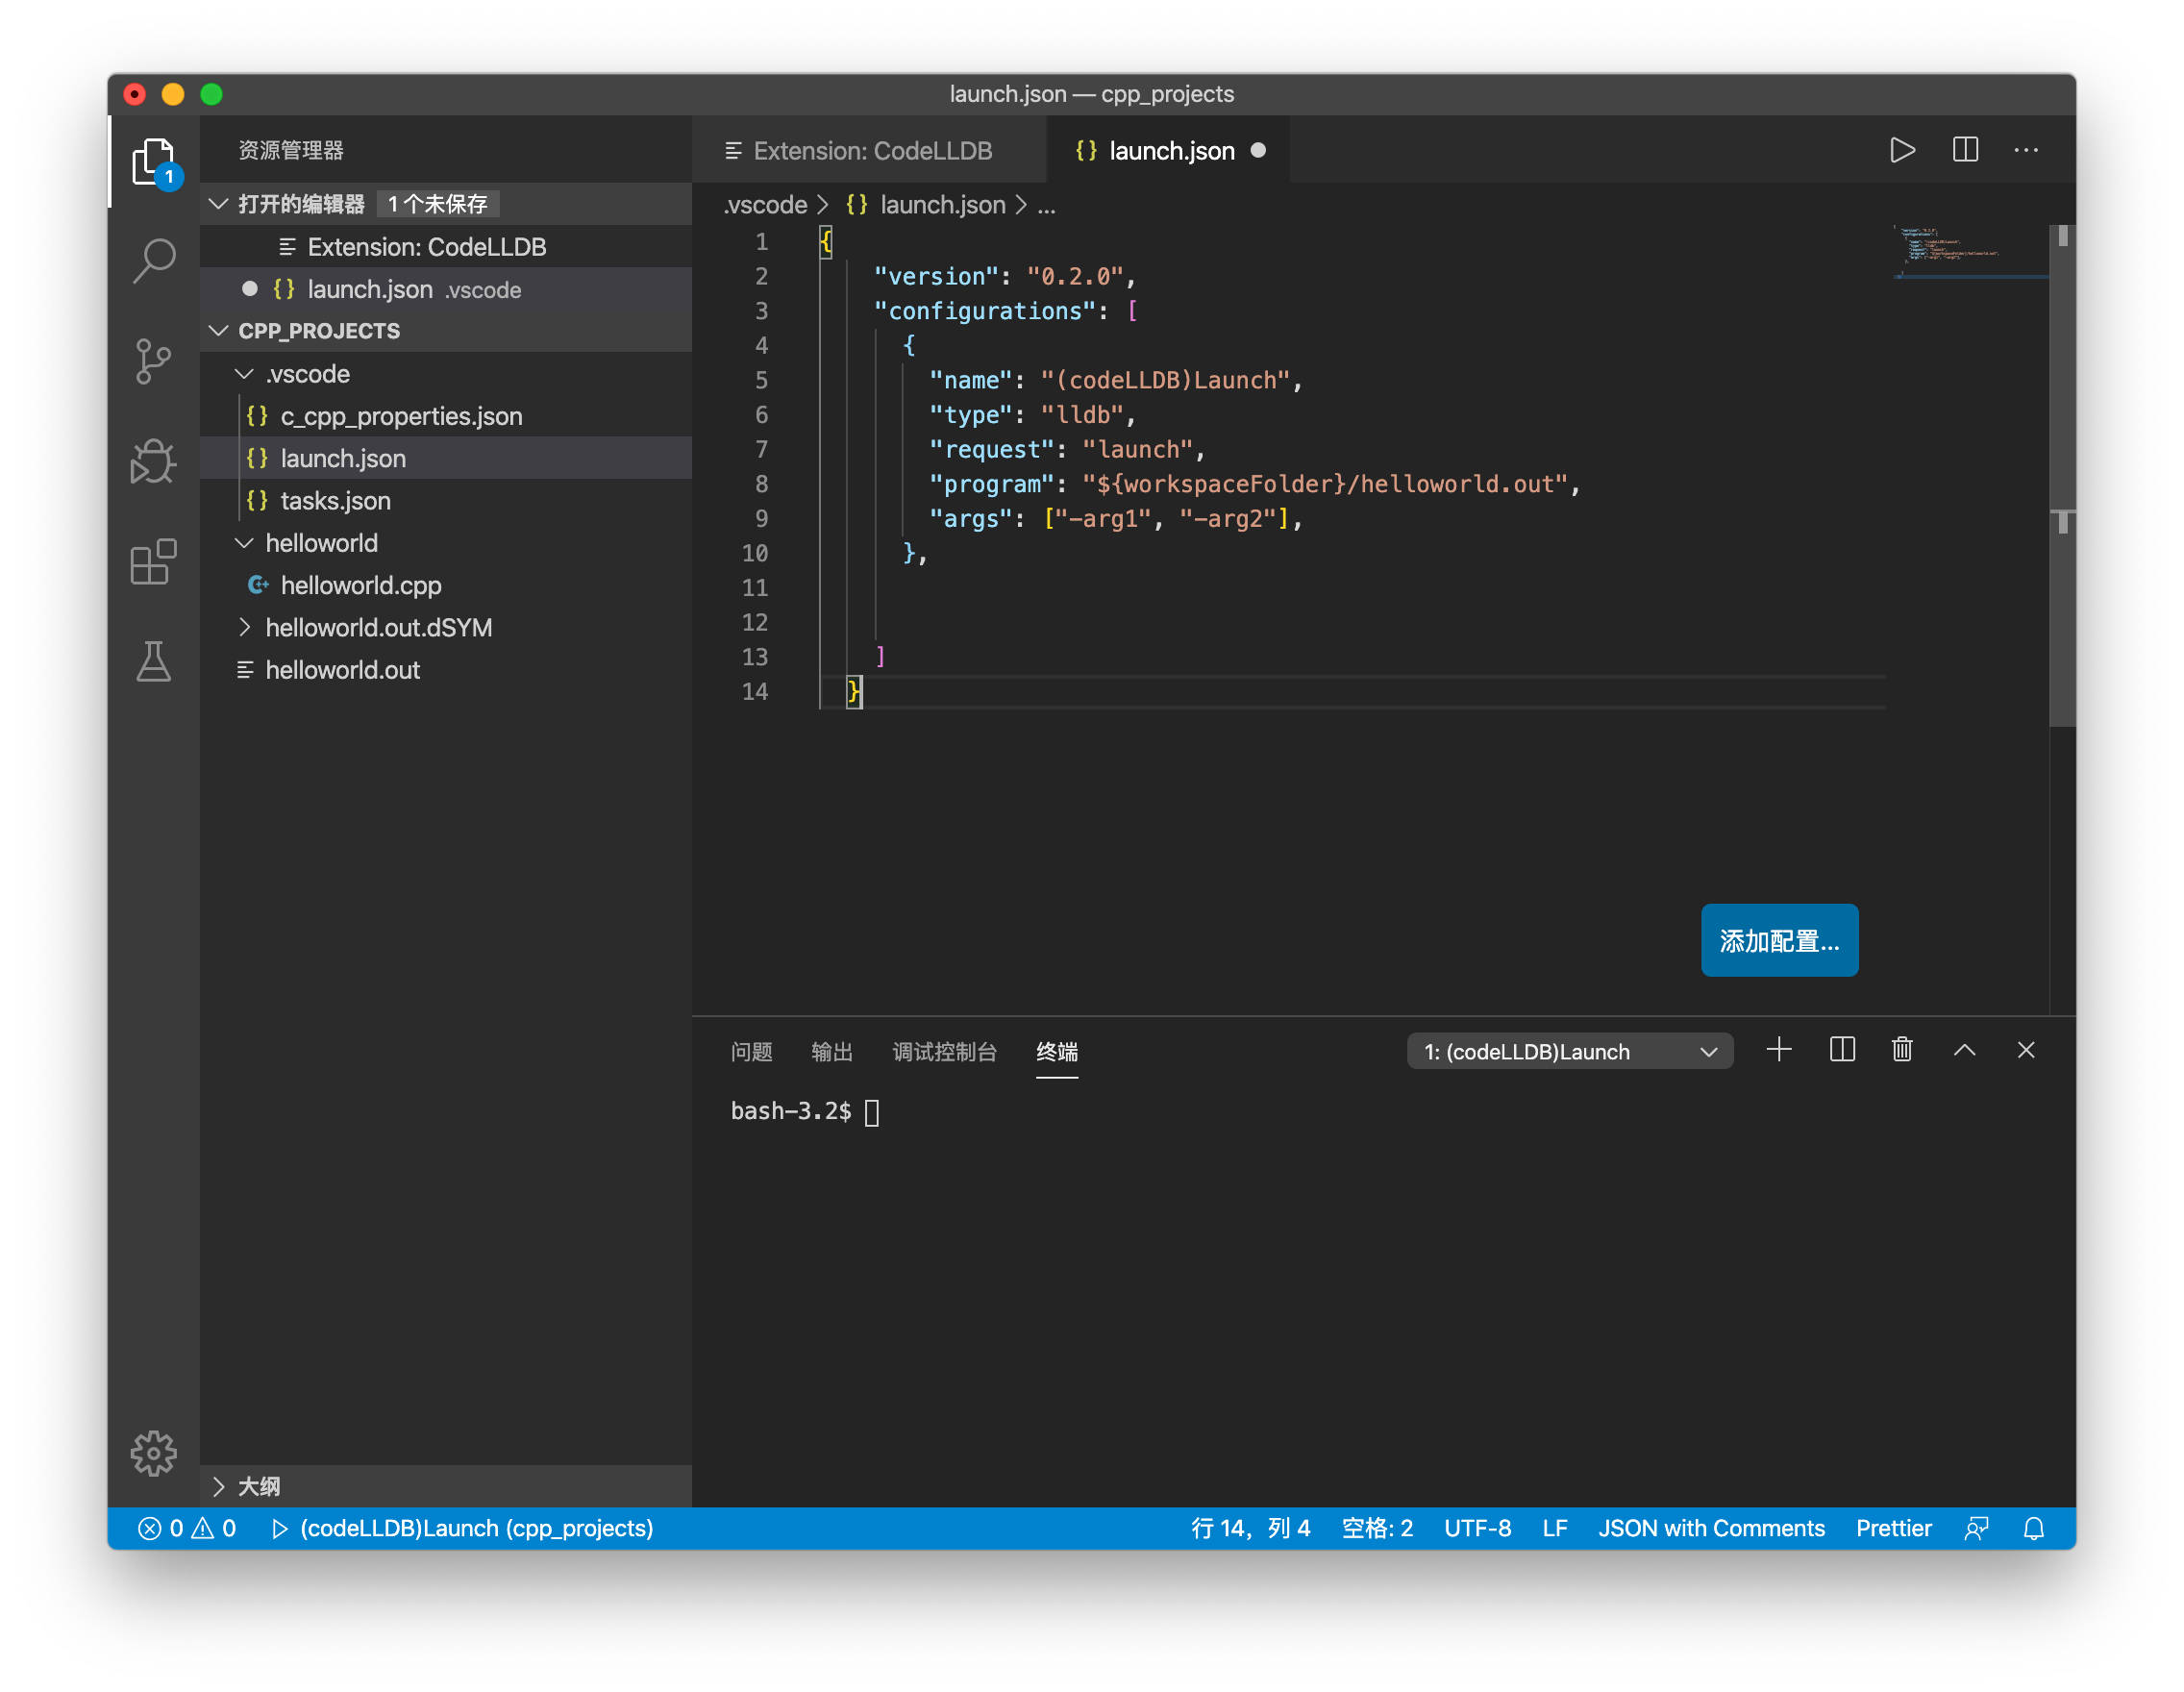 launch.json — cpp_projects
资源管理器
1
打开的编辑器 1 个未保存
Extension: CodeLLDB
launch.json .vscode
CPP_PROJECTS
.vscode
c_cpp_properties.json
launch.json
tasks.json
helloworld
helloworld.cpp
helloworld.out.dSYM
helloworld.out
大纲
Extension: CodeLLDB
{} launch.json
.vscode > {} launch.json > ...
1 {
2 "version": "0.2.0",
3 "configurations": [
4 {
5 "name": "(codeLLDB)Launch",
6 "type": "lldb",
7 "request": "launch",
8 "program": "${workspaceFolder}/helloworld.out",
9 "args": ["-arg1", "-arg2"],
10 },
11
12
13 ]
14 }
添加配置...
问题 输出 调试控制台 终端
1: (codeLLDB)Launch
bash-3.2$
0 0 (codeLLDB)Launch (cpp_projects)
行 14，列 4 空格: 2 UTF-8 LF JSON with Comments Prettier